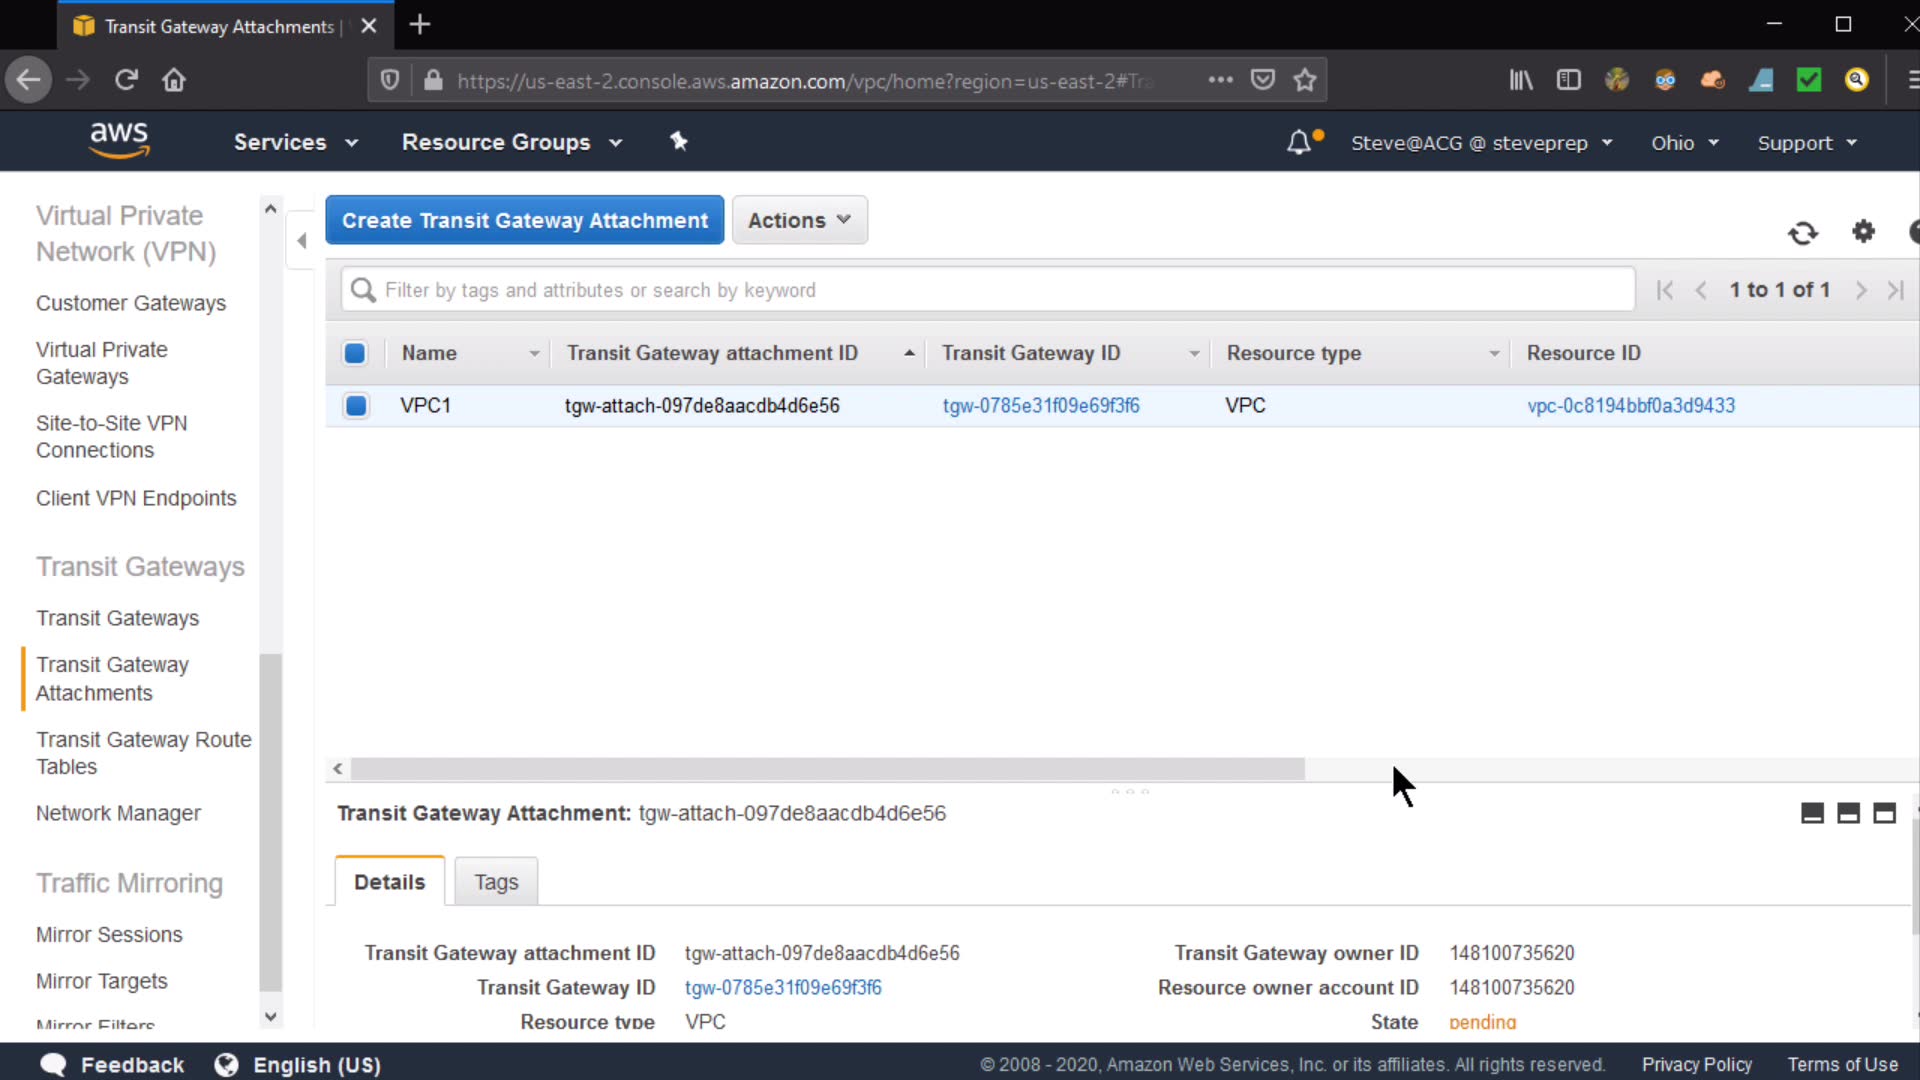 Transit Gateway Attachments |
https://us-east-2.console.aws.amazon.com/vpc/home?region=us-east-2#Tra
aws
Services
Resource Groups
Steve@ACG @ steveprep
Ohio
Support
Virtual Private
Network (VPN)
Customer Gateways
Virtual Private
Gateways
Site-to-Site VPN
Connections
Client VPN Endpoints
Transit Gateways
Transit Gateways
Transit Gateway
Attachments
Transit Gateway Route
Tables
Network Manager
Traffic Mirroring
Mirror Sessions
Mirror Targets
Mirror Filters
Create Transit Gateway Attachment
Actions
Filter by tags and attributes or search by keyword
1 to 1 of 1
Name
Transit Gateway attachment ID
Transit Gateway ID
Resource type
Resource ID
VPC1
tgw-attach-097de8aacdb4d6e56
tgw-0785e31f09e69f3f6
VPC
vpc-0c8194bbf0a3d9433
Transit Gateway Attachment: tgw-attach-097de8aacdb4d6e56
Details
Tags
Transit Gateway attachment ID tgw-attach-097de8aacdb4d6e56
Transit Gateway owner ID 148100735620
Transit Gateway ID tgw-0785e31f09e69f3f6
Resource owner account ID 148100735620
Resource type VPC
State pending
Feedback
English (US)
© 2008 - 2020, Amazon Web Services, Inc. or its affiliates. All rights reserved.
Privacy Policy
Terms of Use